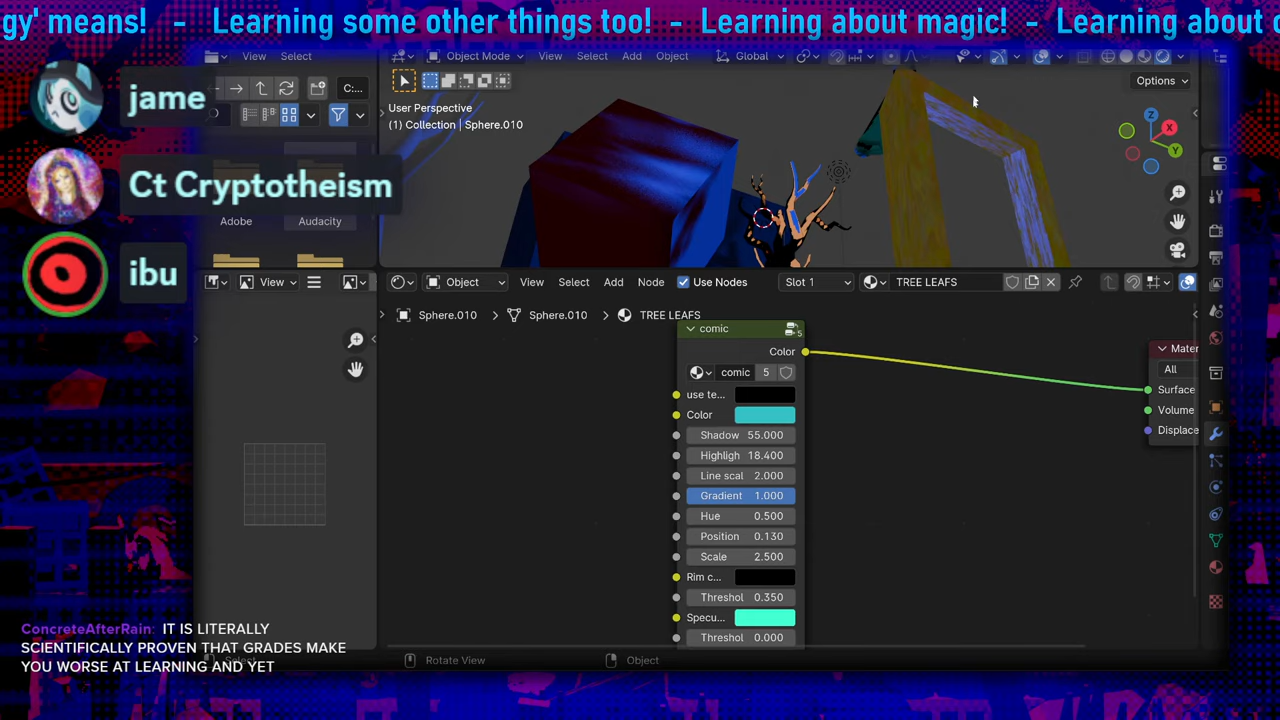 gy' means! - Learning some other things too! - Learning about magic! - Learning about
jame
Ct Cryptotheism
ibu
View Select
C:...
Adobe Audacity
Object Mode View Select Add Object Global
Options
User Perspective
(1) Collection | Sphere.010
X
Y
Z
View
Object View Select Add Node Use Nodes Slot 1 TREE LEAFS
Sphere.010 > Sphere.010 > TREE LEAFS
comic
5
Color
comic 5
use te...
Color
Shadow 55.000
Highligh 18.400
Line scal 2.000
Gradient 1.000
Hue 0.500
Position 0.130
Scale 2.500
Rim c...
Threshol 0.350
Specu...
Threshol 0.000
Mater
All
Surface
Volume
Displace
ConcreteAfterRain: IT IS LITERALLY
SCIENTIFICALLY PROVEN THAT GRADES MAKE
YOU WORSE AT LEARNING AND YET
Select
Rotate View
Object